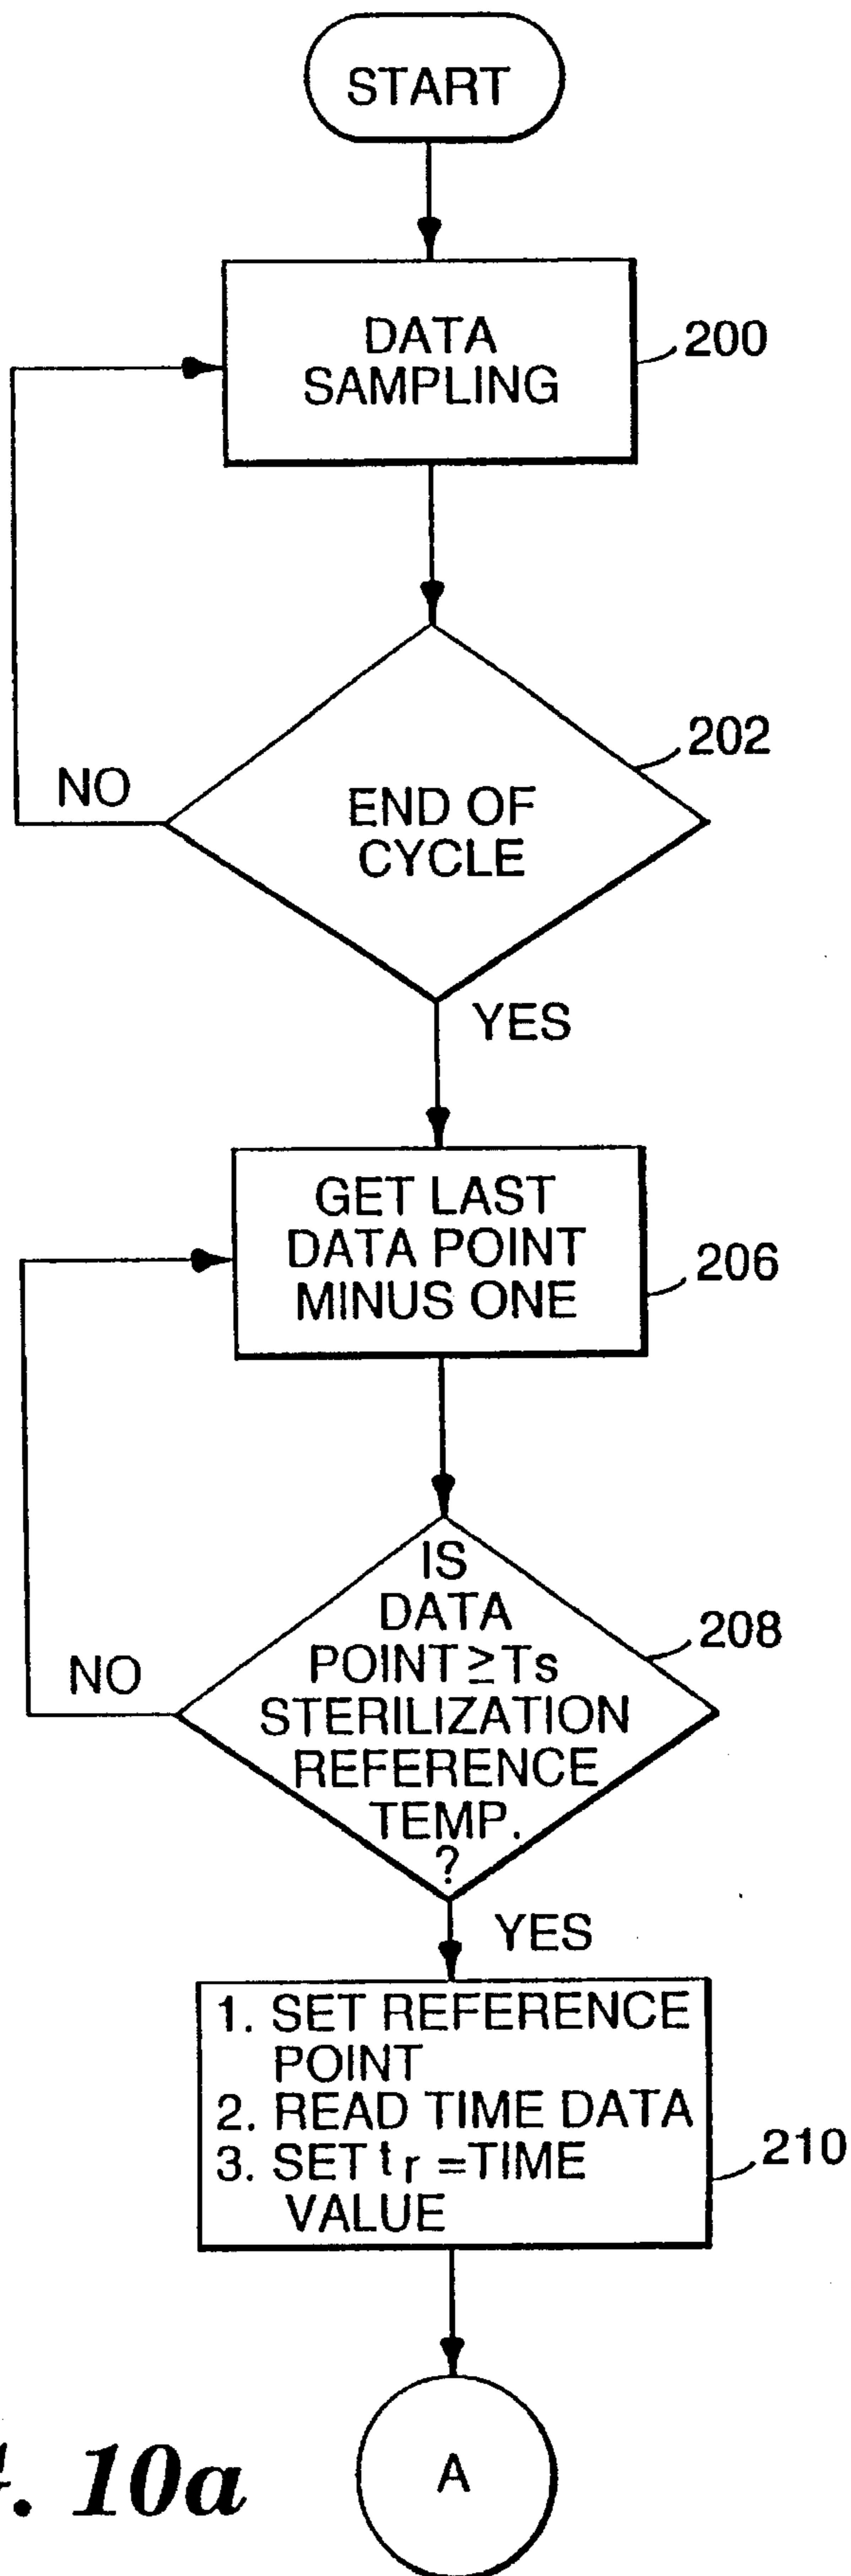 START
DATA
SAMPLING
200
202
NO
END OF
CYCLE
YES
GET LAST
DATA POINT
MINUS ONE
206
IS
DATA
POINT ≥ Ts
STERILIZATION
REFERENCE
TEMP.
?
208
NO
YES
1. SET REFERENCE
POINT
2. READ TIME DATA
3. SET tr =TIME
VALUE
210
A
. 10a